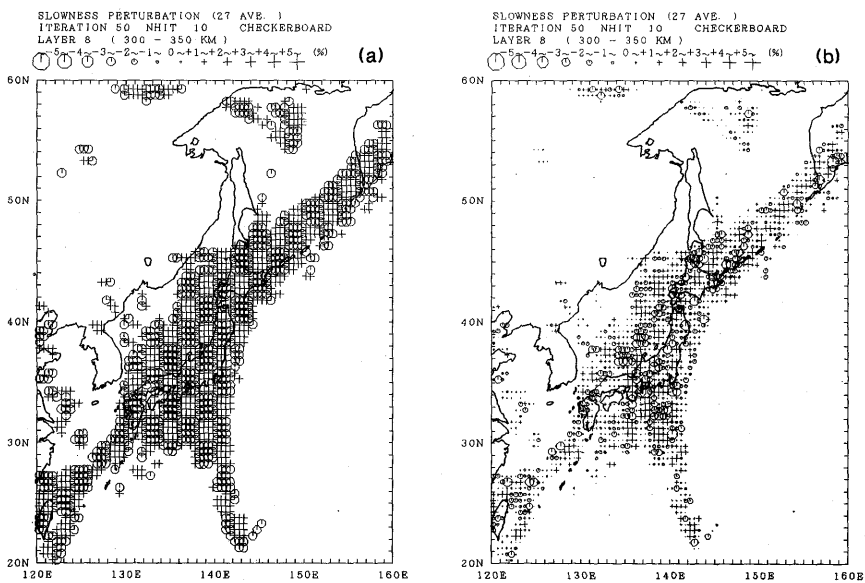 SLOWNESS PERTURBATION (27 AVE. )
ITERATION 50 NHIT 10 CHECKERBOARD
LAYER 8 ( 300 - 350 KM)
-5~-4~-3~-2~-1~ 0~+1~+2~+3~+4~+5~ (%)
(a)
60N
50N
40N
30N
20N
120E 130E 140E 150E 160E
SLOWNESS PERTURBATION (27 AVE. )
ITERATION 50 NHIT 10 CHECKERBOARD
LAYER 8 ( 300 - 350 KM)
-5~-4~-3~-2~-1~ 0~+1~+2~+3~+4~+5~ (%)
(b)
60N
50N
40N
30N
20N
120E 130E 140E 150E 160E